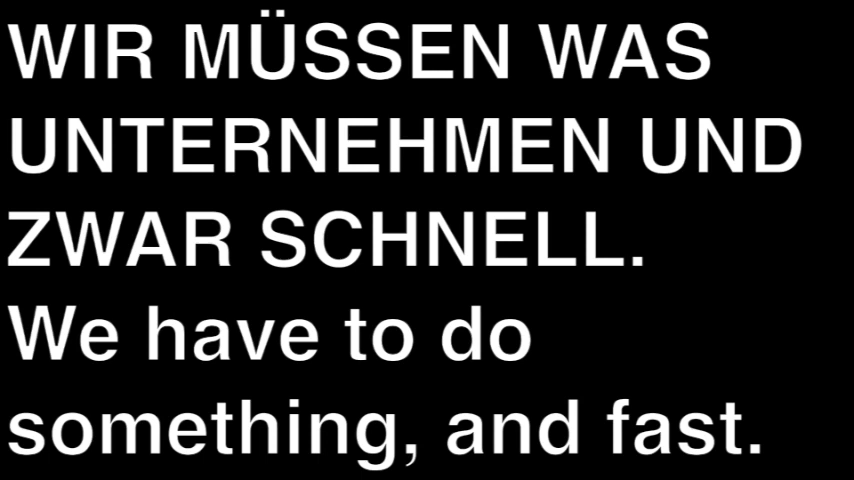 WIR MÜSSEN WAS
UNTERNEHMEN UND
ZWAR SCHNELL.
We have to do
something, and fast.